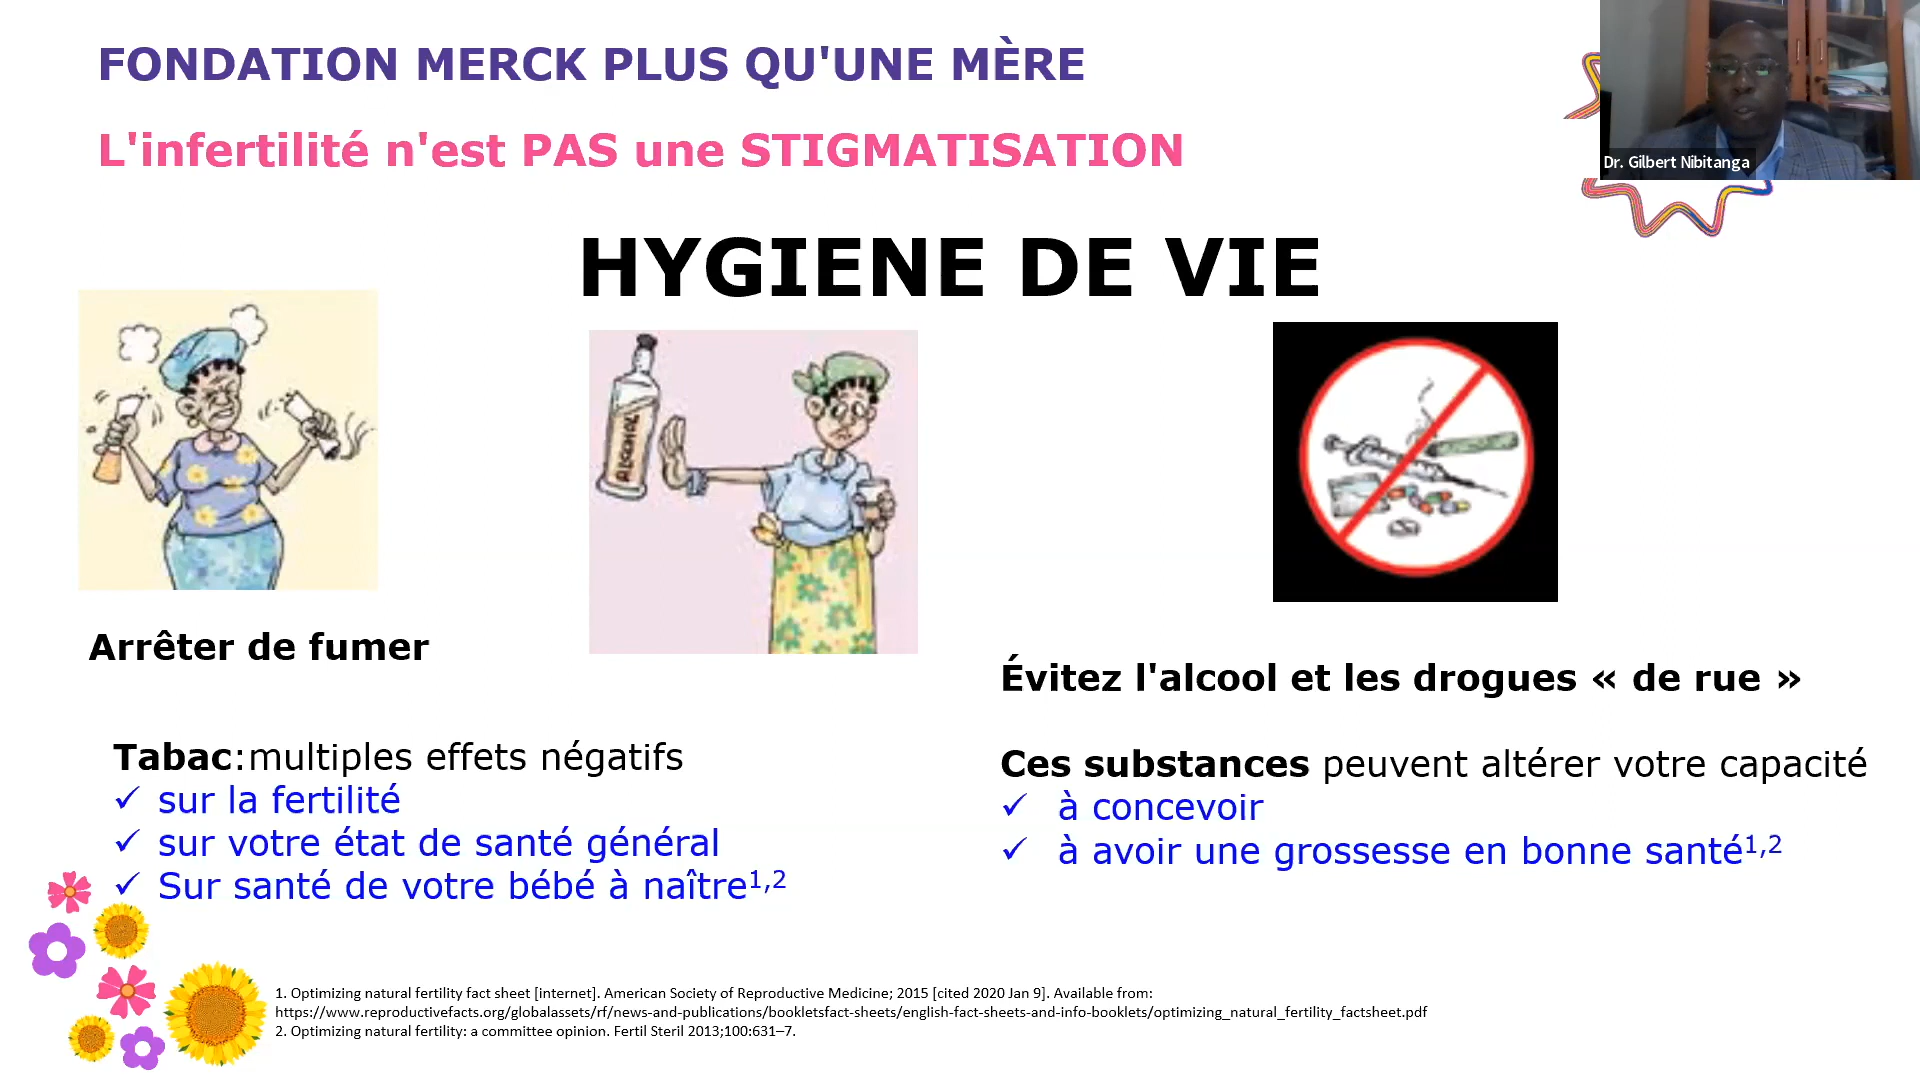 FONDATION MERCK PLUS QU'UNE MÈRE
L'infertilité n'est PAS une STIGMATISATION
Dr. Gilbert Nibitanga
HYGIENE DE VIE
ALCOHOL
Arrêter de fumer
Tabac:multiples effets négatifs
✓ sur la fertilité
✓ sur votre état de santé général
✓ Sur santé de votre bébé à naître1,2
Évitez l'alcool et les drogues « de rue »
Ces substances peuvent altérer votre capacité
✓ à concevoir
✓ à avoir une grossesse en bonne santé1,2
1. Optimizing natural fertility fact sheet [internet]. American Society of Reproductive Medicine; 2015 [cited 2020 Jan 9]. Available from:
https://www.reproductivefacts.org/globalassets/rf/news-and-publications/bookletsfact-sheets/english-fact-sheets-and-info-booklets/optimizing_natural_fertility_factsheet.pdf
2. Optimizing natural fertility: a committee opinion. Fertil Steril 2013;100:631–7.